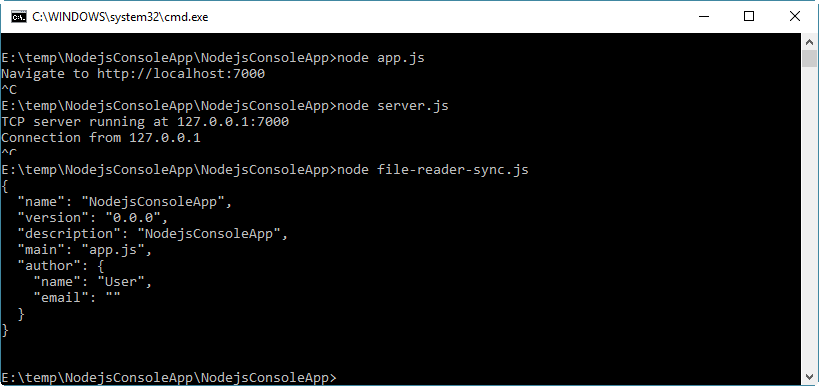 C:\WINDOWS\system32\cmd.exe
E:\temp\NodejsConsoleApp\NodejsConsoleApp>node app.js
Navigate to http://localhost:7000
^C
E:\temp\NodejsConsoleApp\NodejsConsoleApp>node server.js
TCP server running at 127.0.0.1:7000
Connection from 127.0.0.1
^C
E:\temp\NodejsConsoleApp\NodejsConsoleApp>node file-reader-sync.js
{
  "name": "NodejsConsoleApp",
  "version": "0.0.0",
  "description": "NodejsConsoleApp",
  "main": "app.js",
  "author": {
    "name": "User",
    "email": ""
  }
}
E:\temp\NodejsConsoleApp\NodejsConsoleApp>